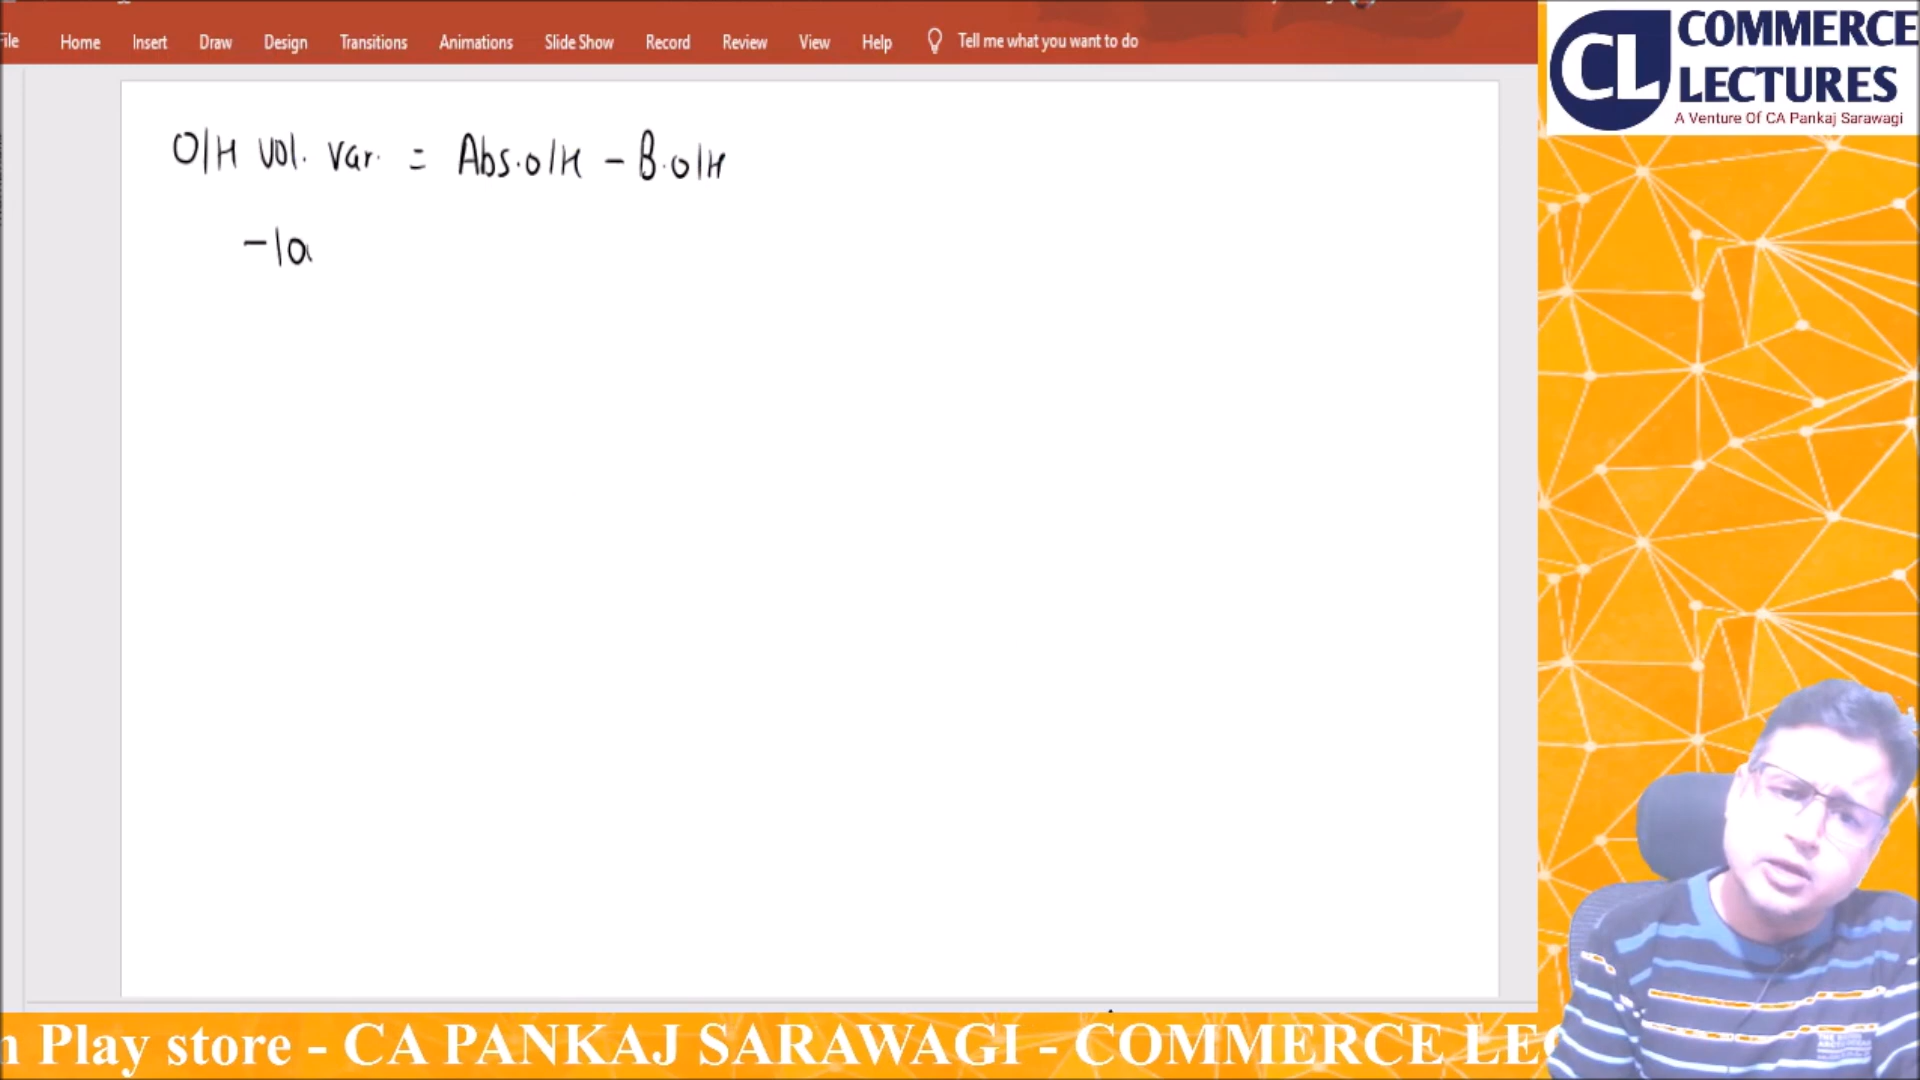 File Home Insert Draw Design Transitions Animations Slide Show Record Review View Help Tell me what you want to do
CL COMMERCE
LECTURES
A Venture Of CA Pankaj Sarawagi
O/H Vol. Var. = Abs.O/H - B.O/H
-10
n Play store - CA PANKAJ SARAWAGI - COMMERCE LEC